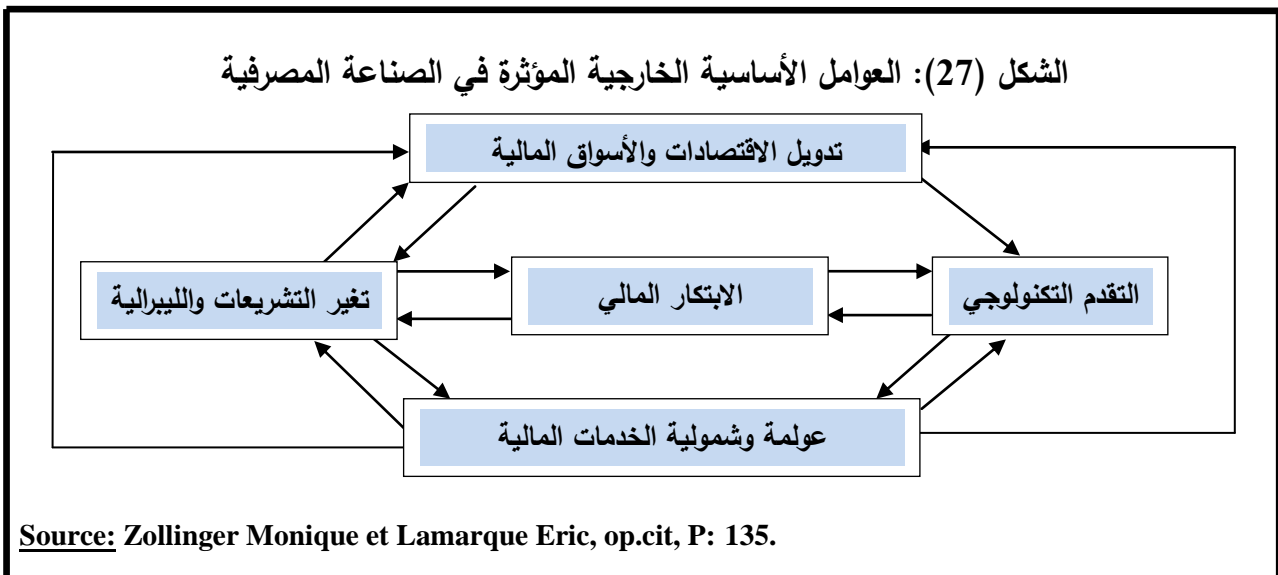 الشكل (27): العوامل الأساسية الخارجية المؤثرة في الصناعة المصرفية
تدويل الاقتصادات والأسواق المالية
التقدم التكنولوجي
الابتكار المالي
تغير التشريعات والليبرالية
عولمة وشمولية الخدمات المالية
Source: Zollinger Monique et Lamarque Eric, op.cit, P: 135.